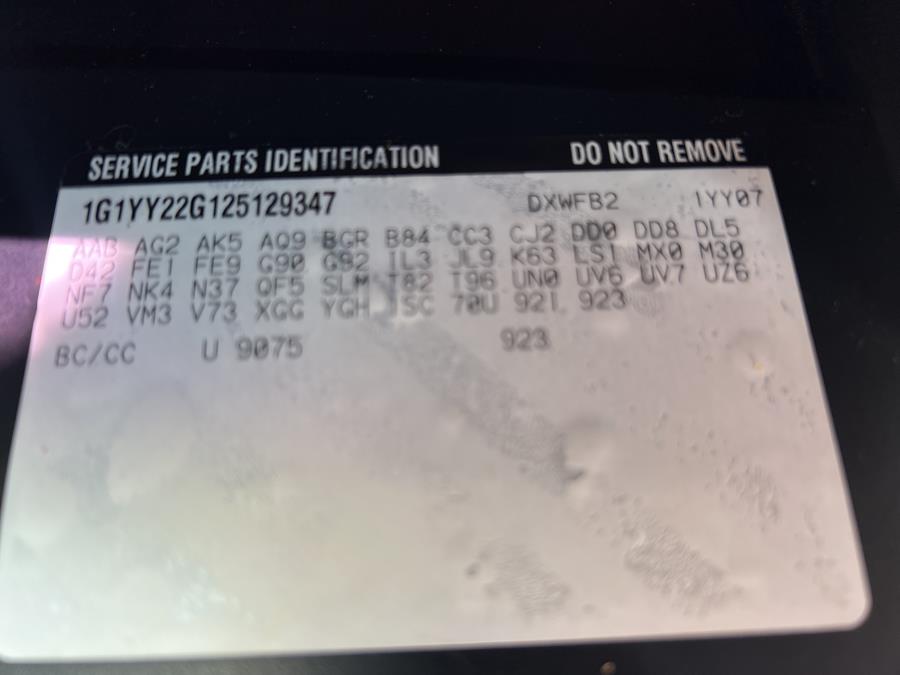 SERVICE PARTS IDENTIFICATION DO NOT REMOVE
1G1YY22G125129347 DXWFB2 1YY07
AAB AG2 AK5 AQ9 BGR B84 CC3 CJ2 DD0 DD8 DL5
D42 FE1 FE9 G90 G92 IL3 JL9 K63 LS1 MX0 M30
NF7 NK4 N37 QF5 SLM T82 T96 UN0 UV6 UV7 UZ6
U52 VM3 V73 XGG YGH JSC 70U 92I 923
BC/CC U 9075 923